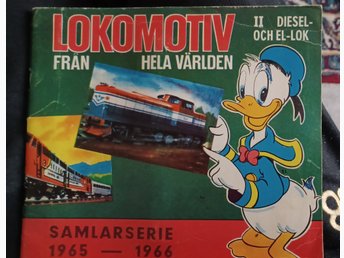 LOKOMOTIV
II DIESEL-
OCH EL-LOK
FRÅN HELA VÄRLDEN
SAMLARSERIE
1965 — 1966